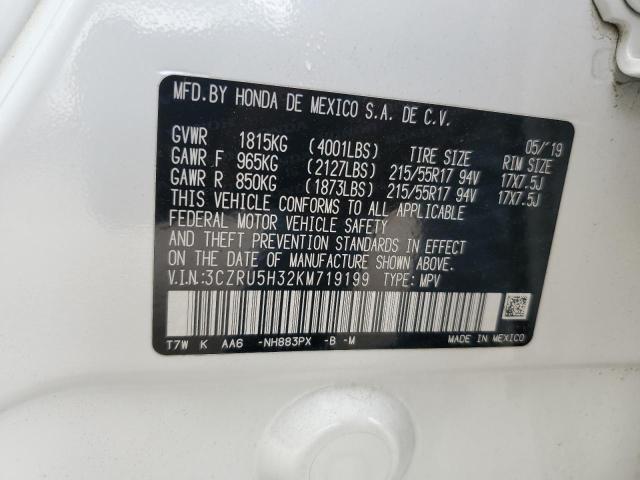 MFD.BY HONDA DE MEXICO S.A. DE C.V.
05/'19
GVWR 1815KG (4001LBS) TIRE SIZE RIM SIZE
GAWR F 965KG (2127LBS) 215/55R17 94V 17X7.5J
GAWR R 850KG (1873LBS) 215/55R17 94V 17X7.5J
THIS VEHICLE CONFORMS TO ALL APPLICABLE
FEDERAL MOTOR VEHICLE SAFETY
AND THEFT PREVENTION STANDARDS IN EFFECT
ON THE DATE OF MANUFACTURE SHOWN ABOVE.
V.I.N:3CZRU5H32KM719199 TYPE: MPV
T7W K AA6 -NH883PX -B -M
MADE IN MEXICO